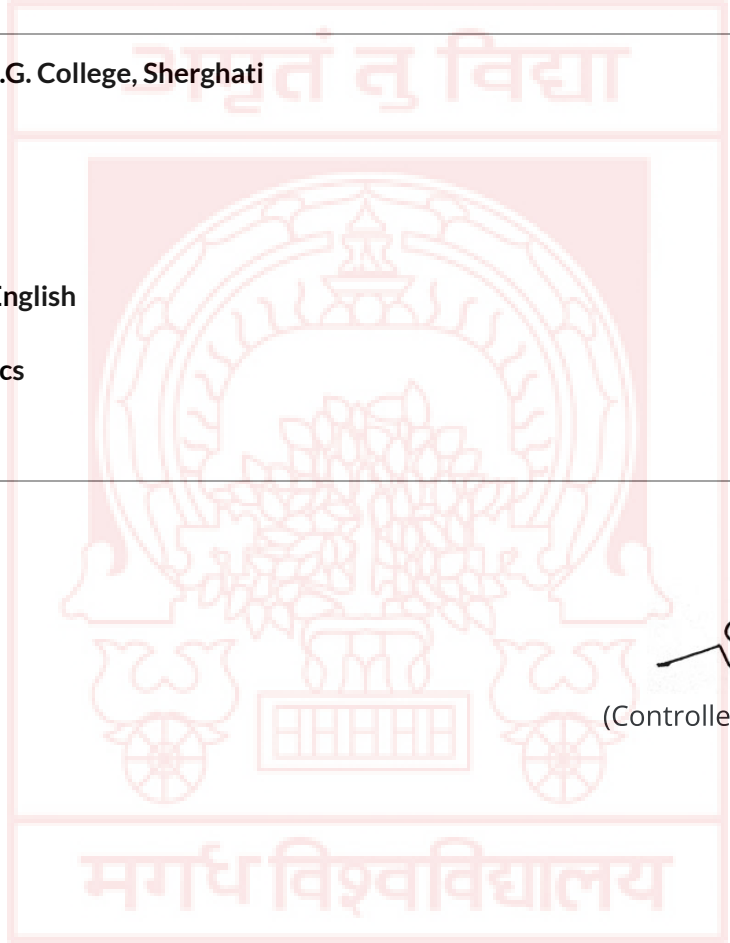 अमृतं तु विद्या
.G. College, Sherghati
English
cs
(Controlle
मगध विश्वविद्यालय